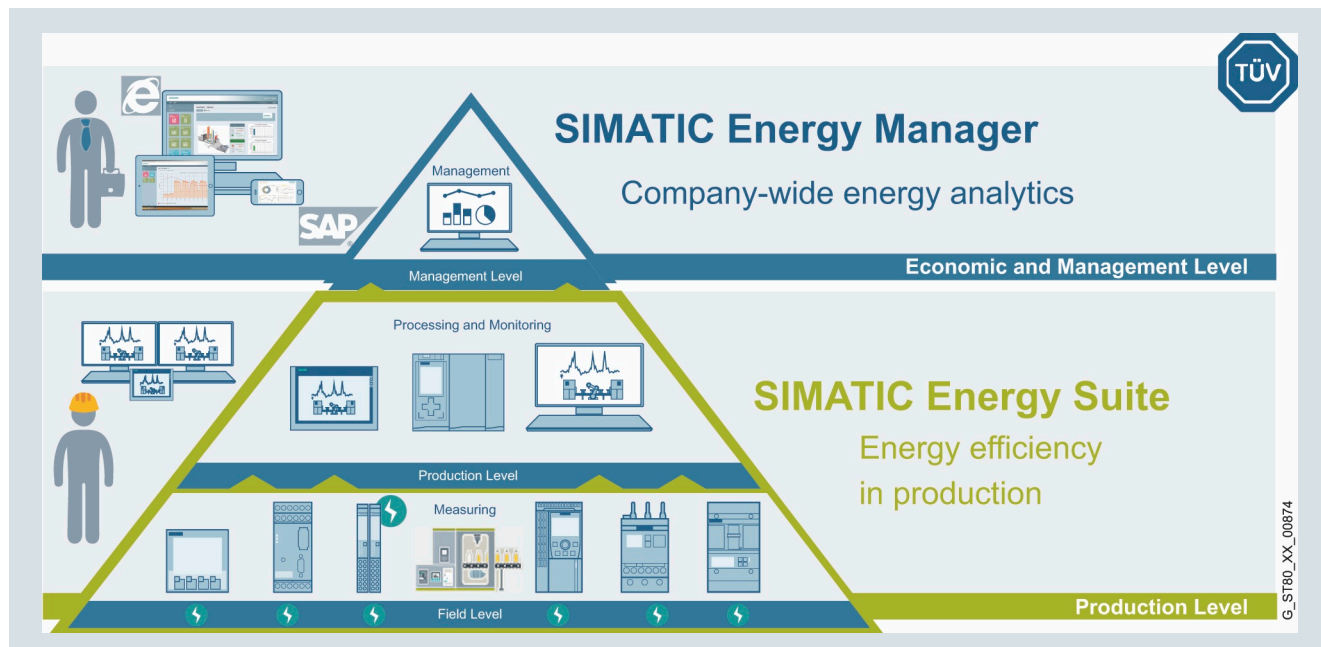 TÜV
SIMATIC Energy Manager
Company-wide energy analytics
SAP
Management
Economic and Management Level
Management Level
Processing and Monitoring
SIMATIC Energy Suite
Energy efficiency
in production
Production Level
Measuring
Field Level
Production Level
G_ST80_XX_00874